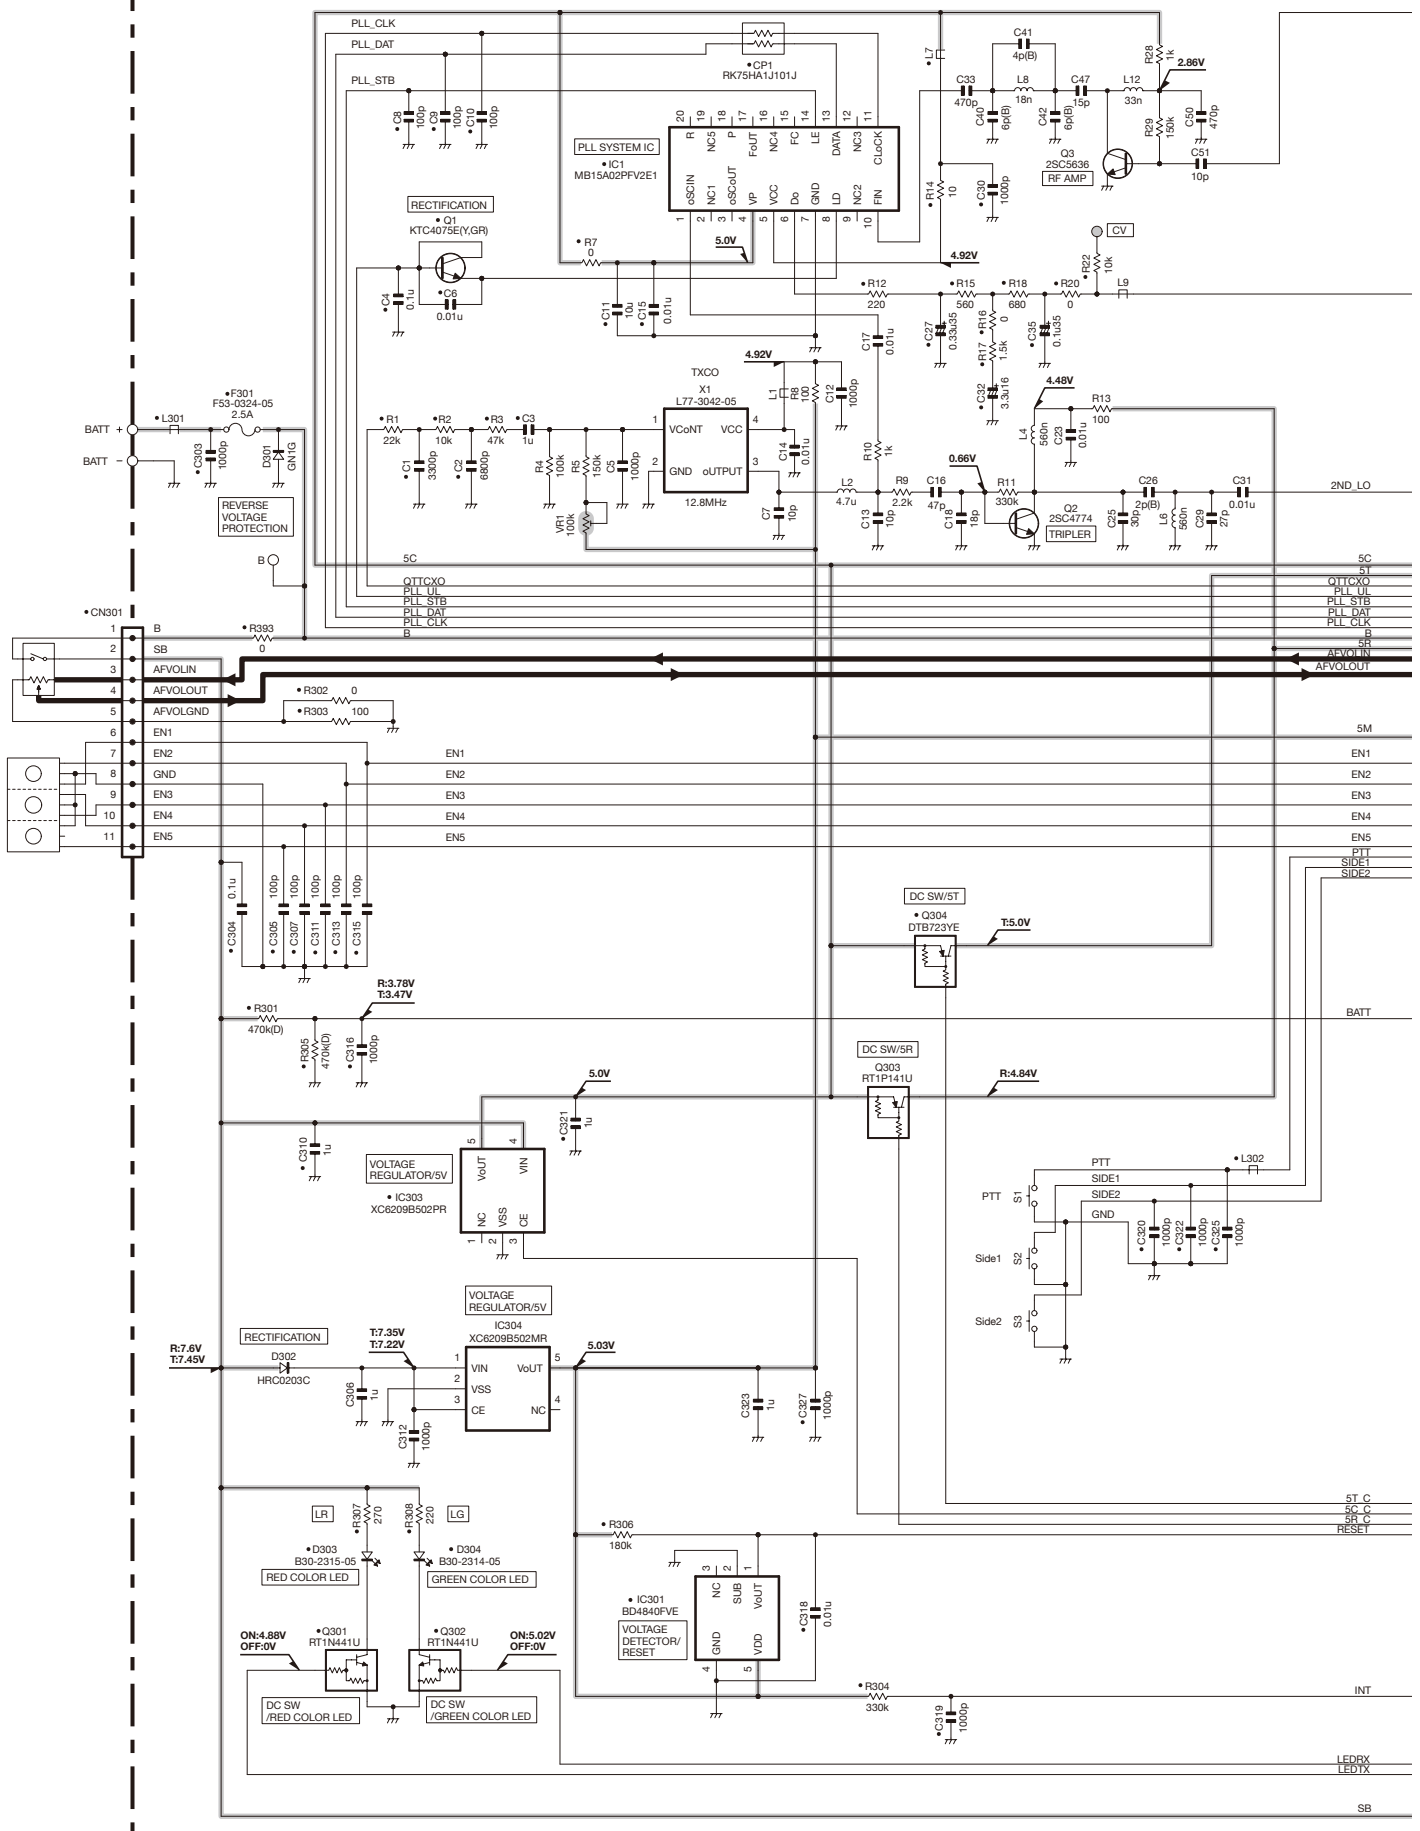 PLL_CLK
PLL_DAT
PLL_STB
• C8 100p
• C9 100p
• C10 100p
• CP1
RK75HA1J101J
• L7
C33
470p
C41
4p(B)
L8
18n
C40 6p(B)
C42 6p(B)
C47
15p
L12
33n
R28 1k
2.86V
R29 150k
C50 470p
C51
10p
Q3
2SC5636
RF AMP
PLL SYSTEM IC
• IC1
MB15A02PFV2E1
20 19 18 17 16 15 14 13 12 11
R NC5 P FoUT NC4 FC LE DATA NC3 CLoCK
oSCIN NC1 oSCoUT VP VCC Do GND LD NC2 FIN
1 2 3 4 5 6 7 8 9 10
• R14 10
• C30 1000p
RECTIFICATION
• Q1
KTC4075E(Y,GR)
• C4 0.1u
• C6
0.01u
• R7
0
5.0V
4.92V
• C11 10u
• C15 0.01u
CV
• R22 10k
• R12
220
• R15
560
• R18
680
• R20
0
L9
C17 0.01u
• C27 0.33u35
• R16 0
• R17 1.5k
• C32 3.3u16
• C35 0.1u35
4.92V
TXCO
X1
L77-3042-05
L1
R8 100
C12 1000p
1 VCoNT VCC 4
2 GND oUTPUT 3
12.8MHz
C14 0.01u
R10 1k
4.48V
R13
100
L4 560n
C23 0.01u
• F301
F53-0324-05
2.5A
BATT +
BATT −
• L301
• C303 1000p
D301 GN1G
REVERSE
VOLTAGE
PROTECTION
B
• R1
22k
• R2
10k
• R3
47k
• C3
1u
• C1 3300p
• C2 6800p
R4 100k
R5 150k
C5 1000p
VR1 100k
C7 10p
L2
4.7u
C13 10p
R9
2.2k
C16
47p
C18 18p
0.66V
R11
330k
Q2
2SC4774
TRIPLER
C25 30p
C26
2p(B)
L6 560n
C29 27p
C31
0.01u
2ND_LO
5C 5C
5T
QTTCXO QTTCXO
PLL_UL PLL_UL
PLL_STB PLL_STB
PLL_DAT PLL_DAT
PLL_CLK PLL_CLK
B B
5R
AFVOLIN
AFVOLOUT
• CN301
1 B
• R393
0
2 SB
3 AFVOLIN
4 AFVOLOUT
5 AFVOLGND
• R302 0
• R303 100
6 EN1
7 EN2
8 GND
9 EN3
10 EN4
11 EN5
5M
EN1 EN1
EN2 EN2
EN3 EN3
EN4 EN4
EN5 EN5
PTT
SIDE1
SIDE2
• C304 0.1u
• C305 100p
• C307 100p
• C311 100p
• C313 100p
• C315 100p
DC SW/5T
• Q304
DTB723YE
T:5.0V
R:3.78V
T:3.47V
• R301
470k(D)
• R305 470k(D)
• C316 1000p
BATT
DC SW/5R
Q303
RT1P141U
R:4.84V
5.0V
• C310 1u
• C321 1u
VOLTAGE
REGULATOR/5V
• IC303
XC6209B502PR
5 4
VoUT VIN
NC VSS CE
1 2 3
PTT S1
Side1 S2
Side2 S3
PTT
SIDE1
SIDE2
GND
• L302
• C320 1000p
• C322 1000p
• C325 1000p
VOLTAGE
REGULATOR/5V
IC304
XC6209B502MR
R:7.6V
T:7.45V
RECTIFICATION
D302
HRC0203C
T:7.35V
T:7.22V
C306 1u
C312 1000p
1 VIN VoUT 5
2 VSS
3 CE NC 4
5.03V
C323 1u
• C327 1000p
LR
• R307 270
• R308 220
LG
• D303
B30-2315-05
RED COLOR LED
• D304
B30-2314-05
GREEN COLOR LED
ON:4.88V
OFF:0V
• Q301
RT1N441U
• Q302
RT1N441U
ON:5.02V
OFF:0V
DC SW
/RED COLOR LED
DC SW
/GREEN COLOR LED
• R306
180k
5T_C
5C_C
5R_C
RESET
• IC301
BD4840FVE
VOLTAGE
DETECTOR/
RESET
3 2 1
NC SUB VoUT
GND VDD
4 5
• C318 0.01u
• R304
330k
• C319 1000p
INT
LEDRX
LEDTX
SB